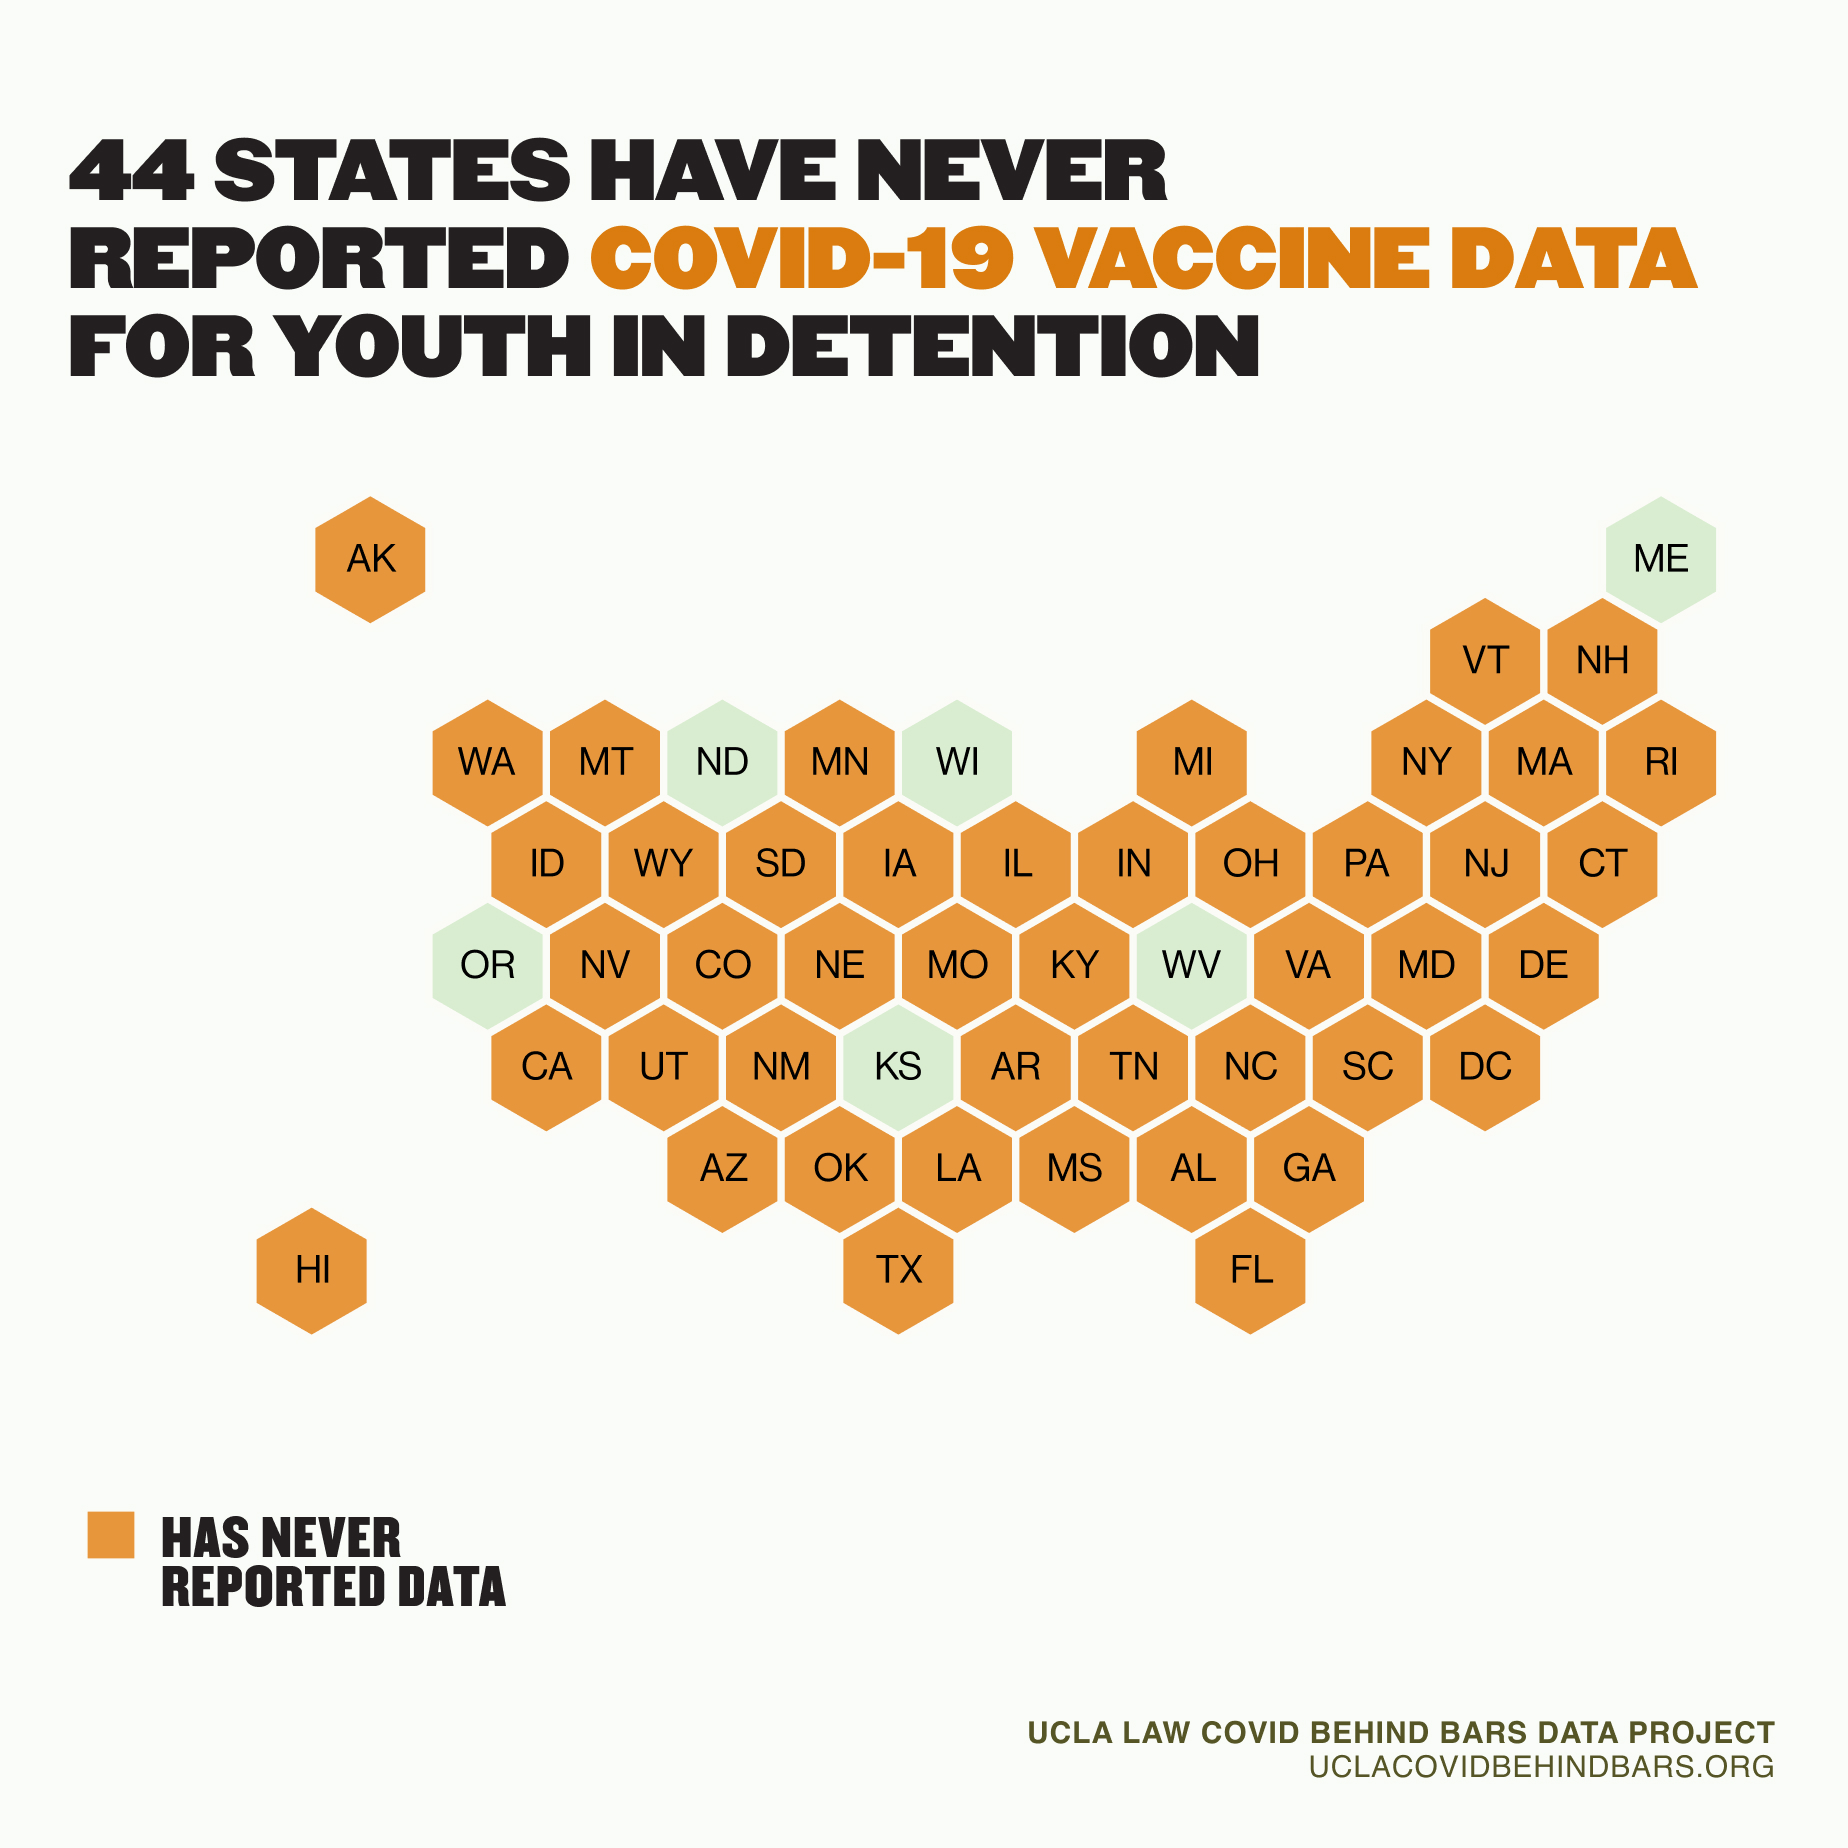 44 STATES HAVE NEVER
REPORTED COVID-19 VACCINE DATA
FOR YOUTH IN DETENTION
AK
ME
VT NH
WA MT ND MN WI MI NY MA RI
ID WY SD IA IL IN OH PA NJ CT
OR NV CO NE MO KY WV VA MD DE
CA UT NM KS AR TN NC SC DC
AZ OK LA MS AL GA
HI TX FL
HAS NEVER
REPORTED DATA
UCLA LAW COVID BEHIND BARS DATA PROJECT
UCLACOVIDBEHINDBARS.ORG